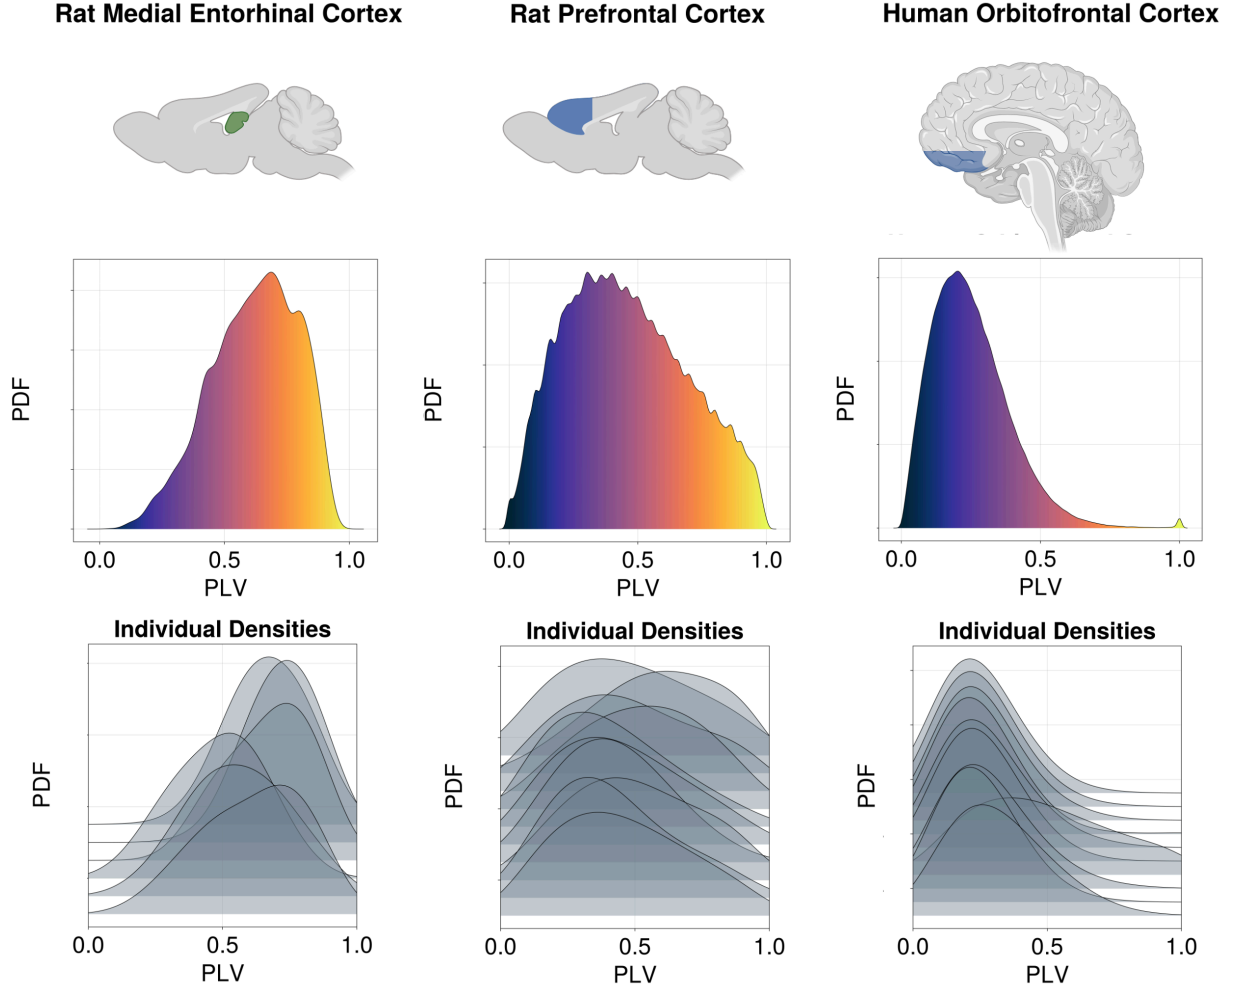 Rat Medial Entorhinal Cortex
Rat Prefrontal Cortex
Human Orbitofrontal Cortex
PDF
0.0 0.5 1.0
PLV
PDF
0.0 0.5 1.0
PLV
PDF
0.0 0.5 1.0
PLV
Individual Densities
PDF
0.0 0.5 1.0
PLV
Individual Densities
PDF
0.0 0.5 1.0
PLV
Individual Densities
PDF
0.0 0.5 1.0
PLV